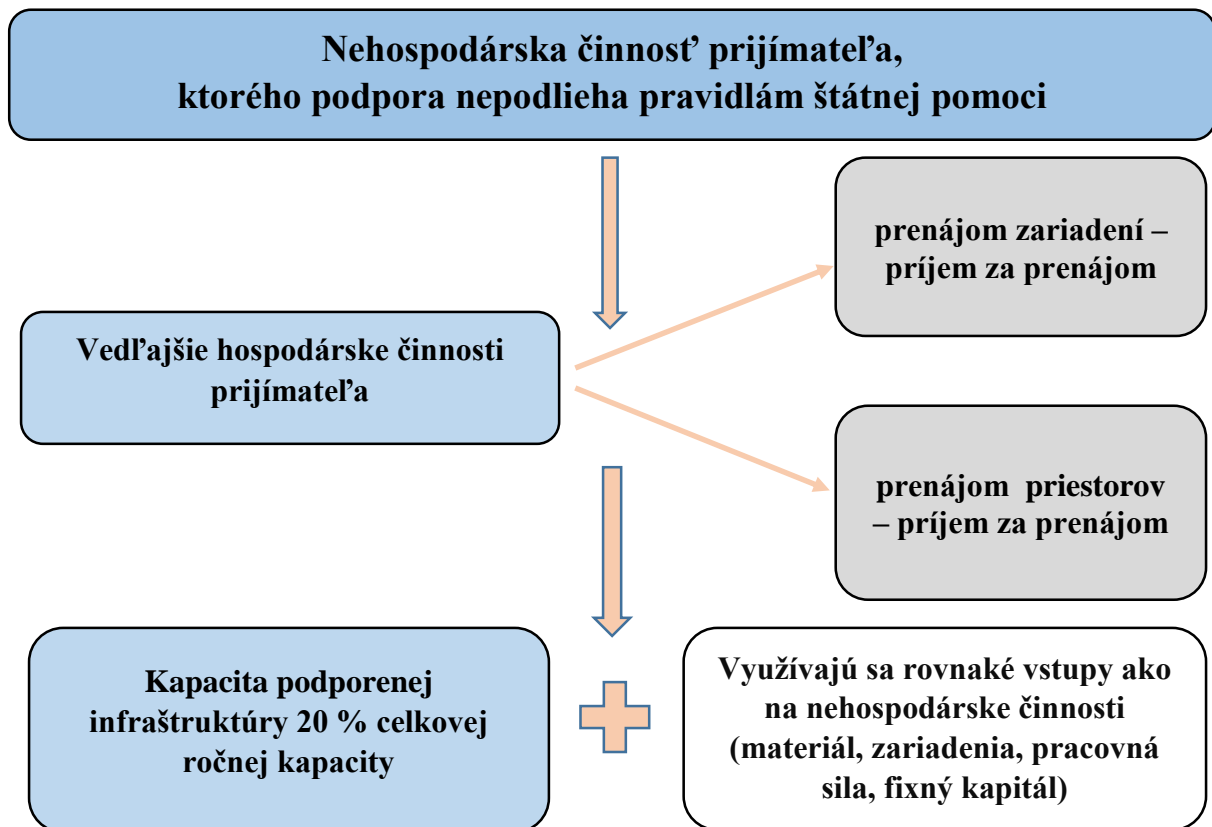 Nehospodárska činnosť prijímateľa,
ktorého podpora nepodlieha pravidlám štátnej pomoci
prenájom zariadení –
príjem za prenájom
Vedľajšie hospodárske činnosti
prijímateľa
prenájom priestorov
– príjem za prenájom
Kapacita podporenej
infraštruktúry 20 % celkovej
ročnej kapacity
Využívajú sa rovnaké vstupy ako
na nehospodárske činnosti
(materiál, zariadenia, pracovná
sila, fixný kapitál)